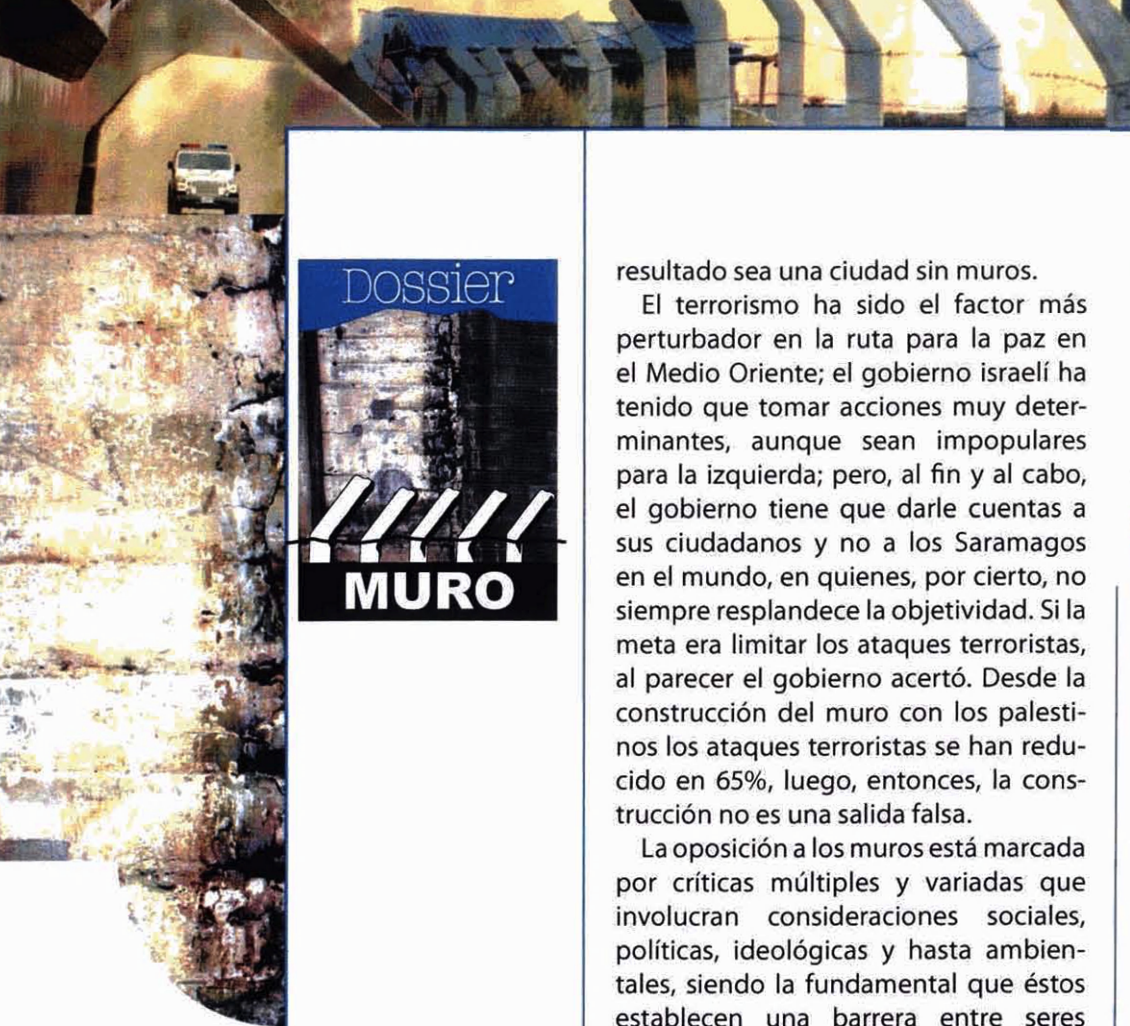 Dossier
MURO
resultado sea una ciudad sin muros.
El terrorismo ha sido el factor más
perturbador en la ruta para la paz en
el Medio Oriente; el gobierno israelí ha
tenido que tomar acciones muy deter-
minantes, aunque sean impopulares
para la izquierda; pero, al fin y al cabo,
el gobierno tiene que darle cuentas a
sus ciudadanos y no a los Saramagos
en el mundo, en quienes, por cierto, no
siempre resplandece la objetividad. Si la
meta era limitar los ataques terroristas,
al parecer el gobierno acertó. Desde la
construcción del muro con los palesti-
nos los ataques terroristas se han redu-
cido en 65%, luego, entonces, la cons-
trucción no es una salida falsa.
La oposición a los muros está marcada
por críticas múltiples y variadas que
involucran consideraciones sociales,
políticas, ideológicas y hasta ambien-
tales, siendo la fundamental que éstos
establecen una barrera entre seres